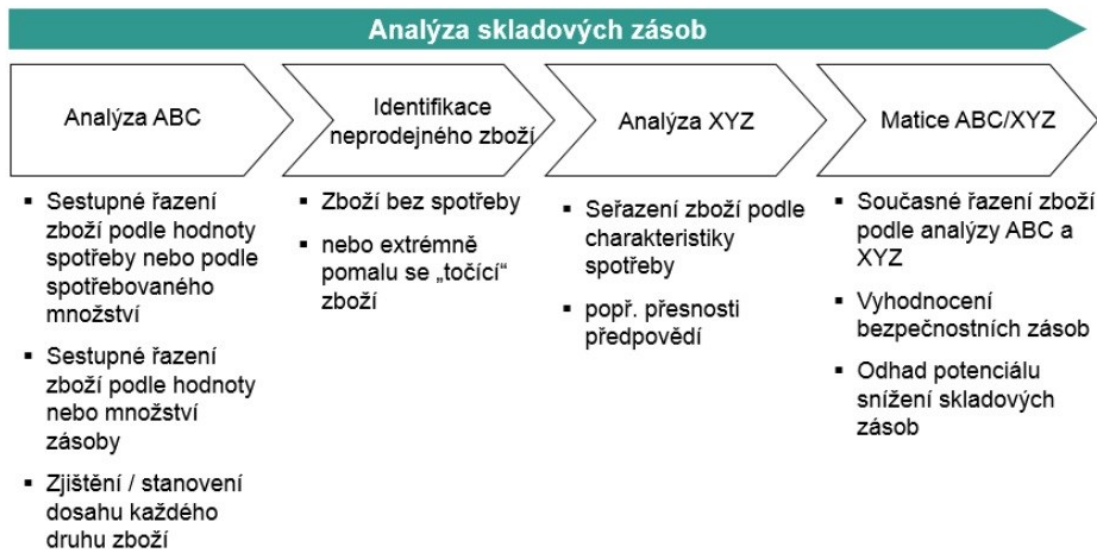 Analýza skladových zásob
Analýza ABC
Identifikace
neprodejného zboží
Analýza XYZ
Matice ABC/XYZ
▪ Sestupné řazení
zboží podle hodnoty
spotřeby nebo podle
spotřebovaného
množství
▪ Sestupné řazení
zboží podle hodnoty
nebo množství
zásoby
▪ Zjištění / stanovení
dosahu každého
druhu zboží
▪ Zboží bez spotřeby
▪ nebo extrémně
pomalu se „točící“
zboží
▪ Seřazení zboží podle
charakteristiky
spotřeby
▪ popř. přesnosti
předpovědí
▪ Současné řazení zboží
podle analýzy ABC a
XYZ
▪ Vyhodnocení
bezpečnostních zásob
▪ Odhad potenciálu
snížení skladových
zásob